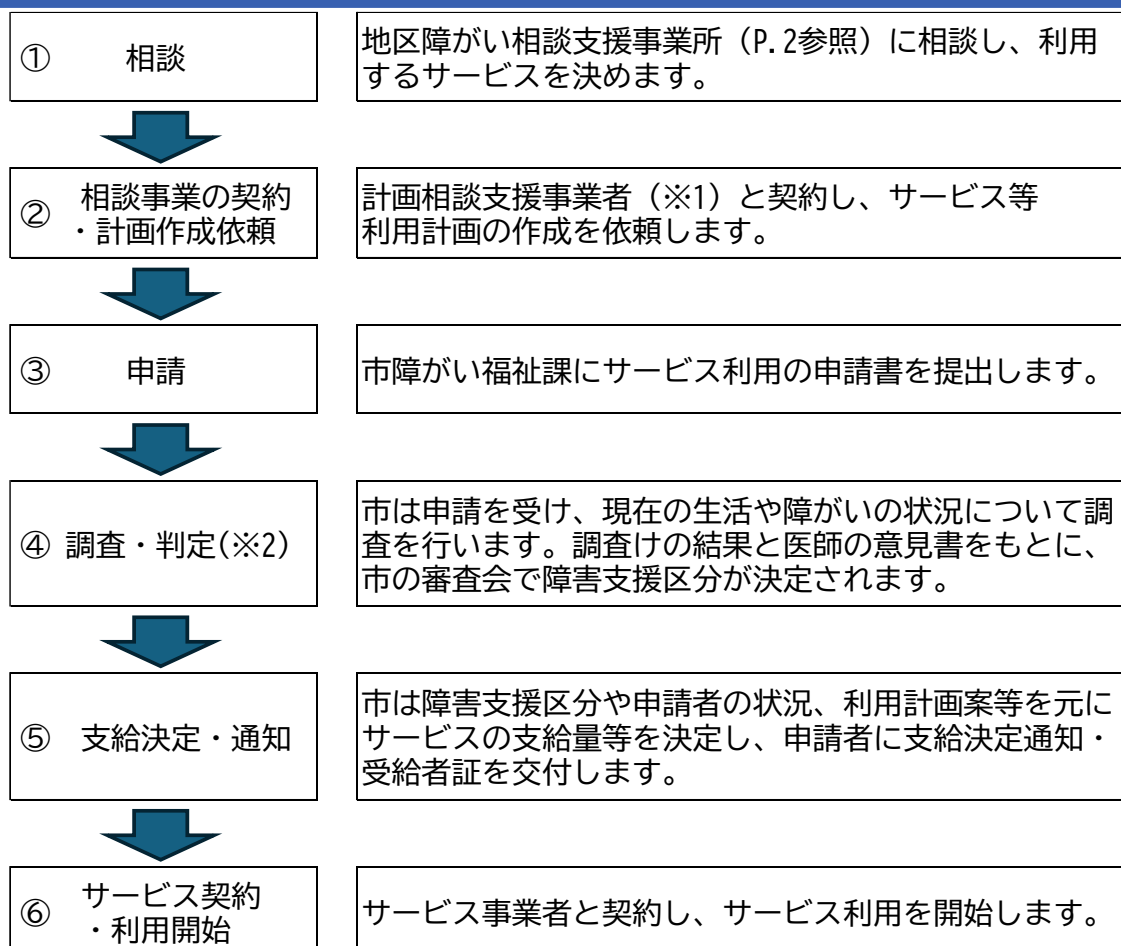 ① 相談
地区障がい相談支援事業所（P.2参照）に相談し、利用
するサービスを決めます。
② 相談事業の契約
・計画作成依頼
計画相談支援事業者（※1）と契約し、サービス等
利用計画の作成を依頼します。
③ 申請
市障がい福祉課にサービス利用の申請書を提出します。
④ 調査・判定(※2)
市は申請を受け、現在の生活や障がいの状況について調
査を行います。調査けの結果と医師の意見書をもとに、
市の審査会で障害支援区分が決定されます。
⑤ 支給決定・通知
市は障害支援区分や申請者の状況、利用計画案等を元に
サービスの支給量等を決定し、申請者に支給決定通知・
受給者証を交付します。
⑥ サービス契約
・利用開始
サービス事業者と契約し、サービス利用を開始します。